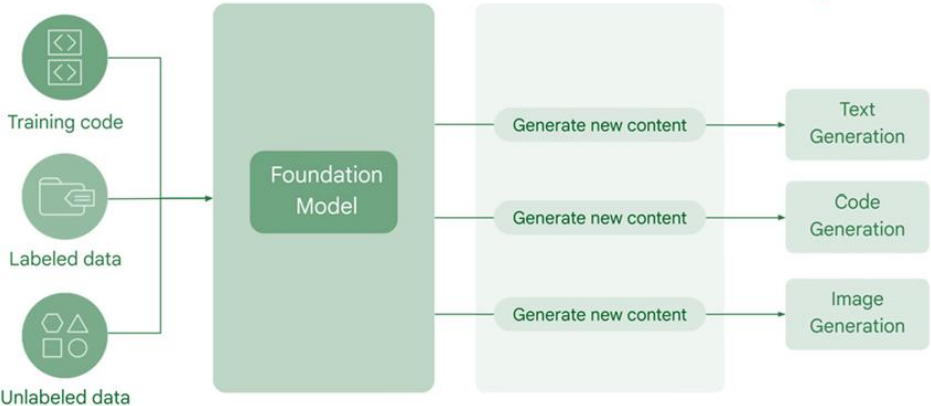 Training code
Labeled data
Unlabeled data
Foundation
Model
Generate new content
Generate new content
Generate new content
Text
Generation
Code
Generation
Image
Generation